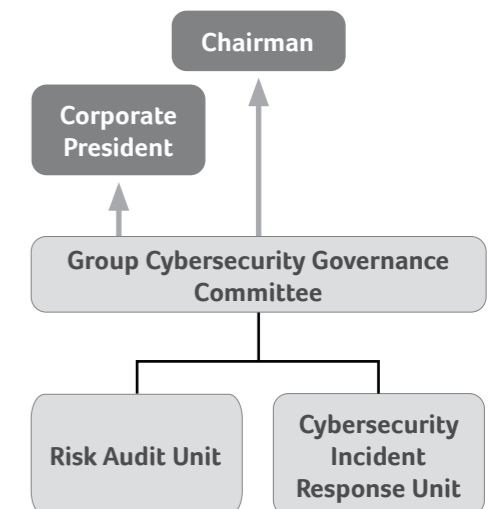 Chairman
Corporate
President
Group Cybersecurity Governance
Committee
Risk Audit Unit
Cybersecurity
Incident
Response Unit